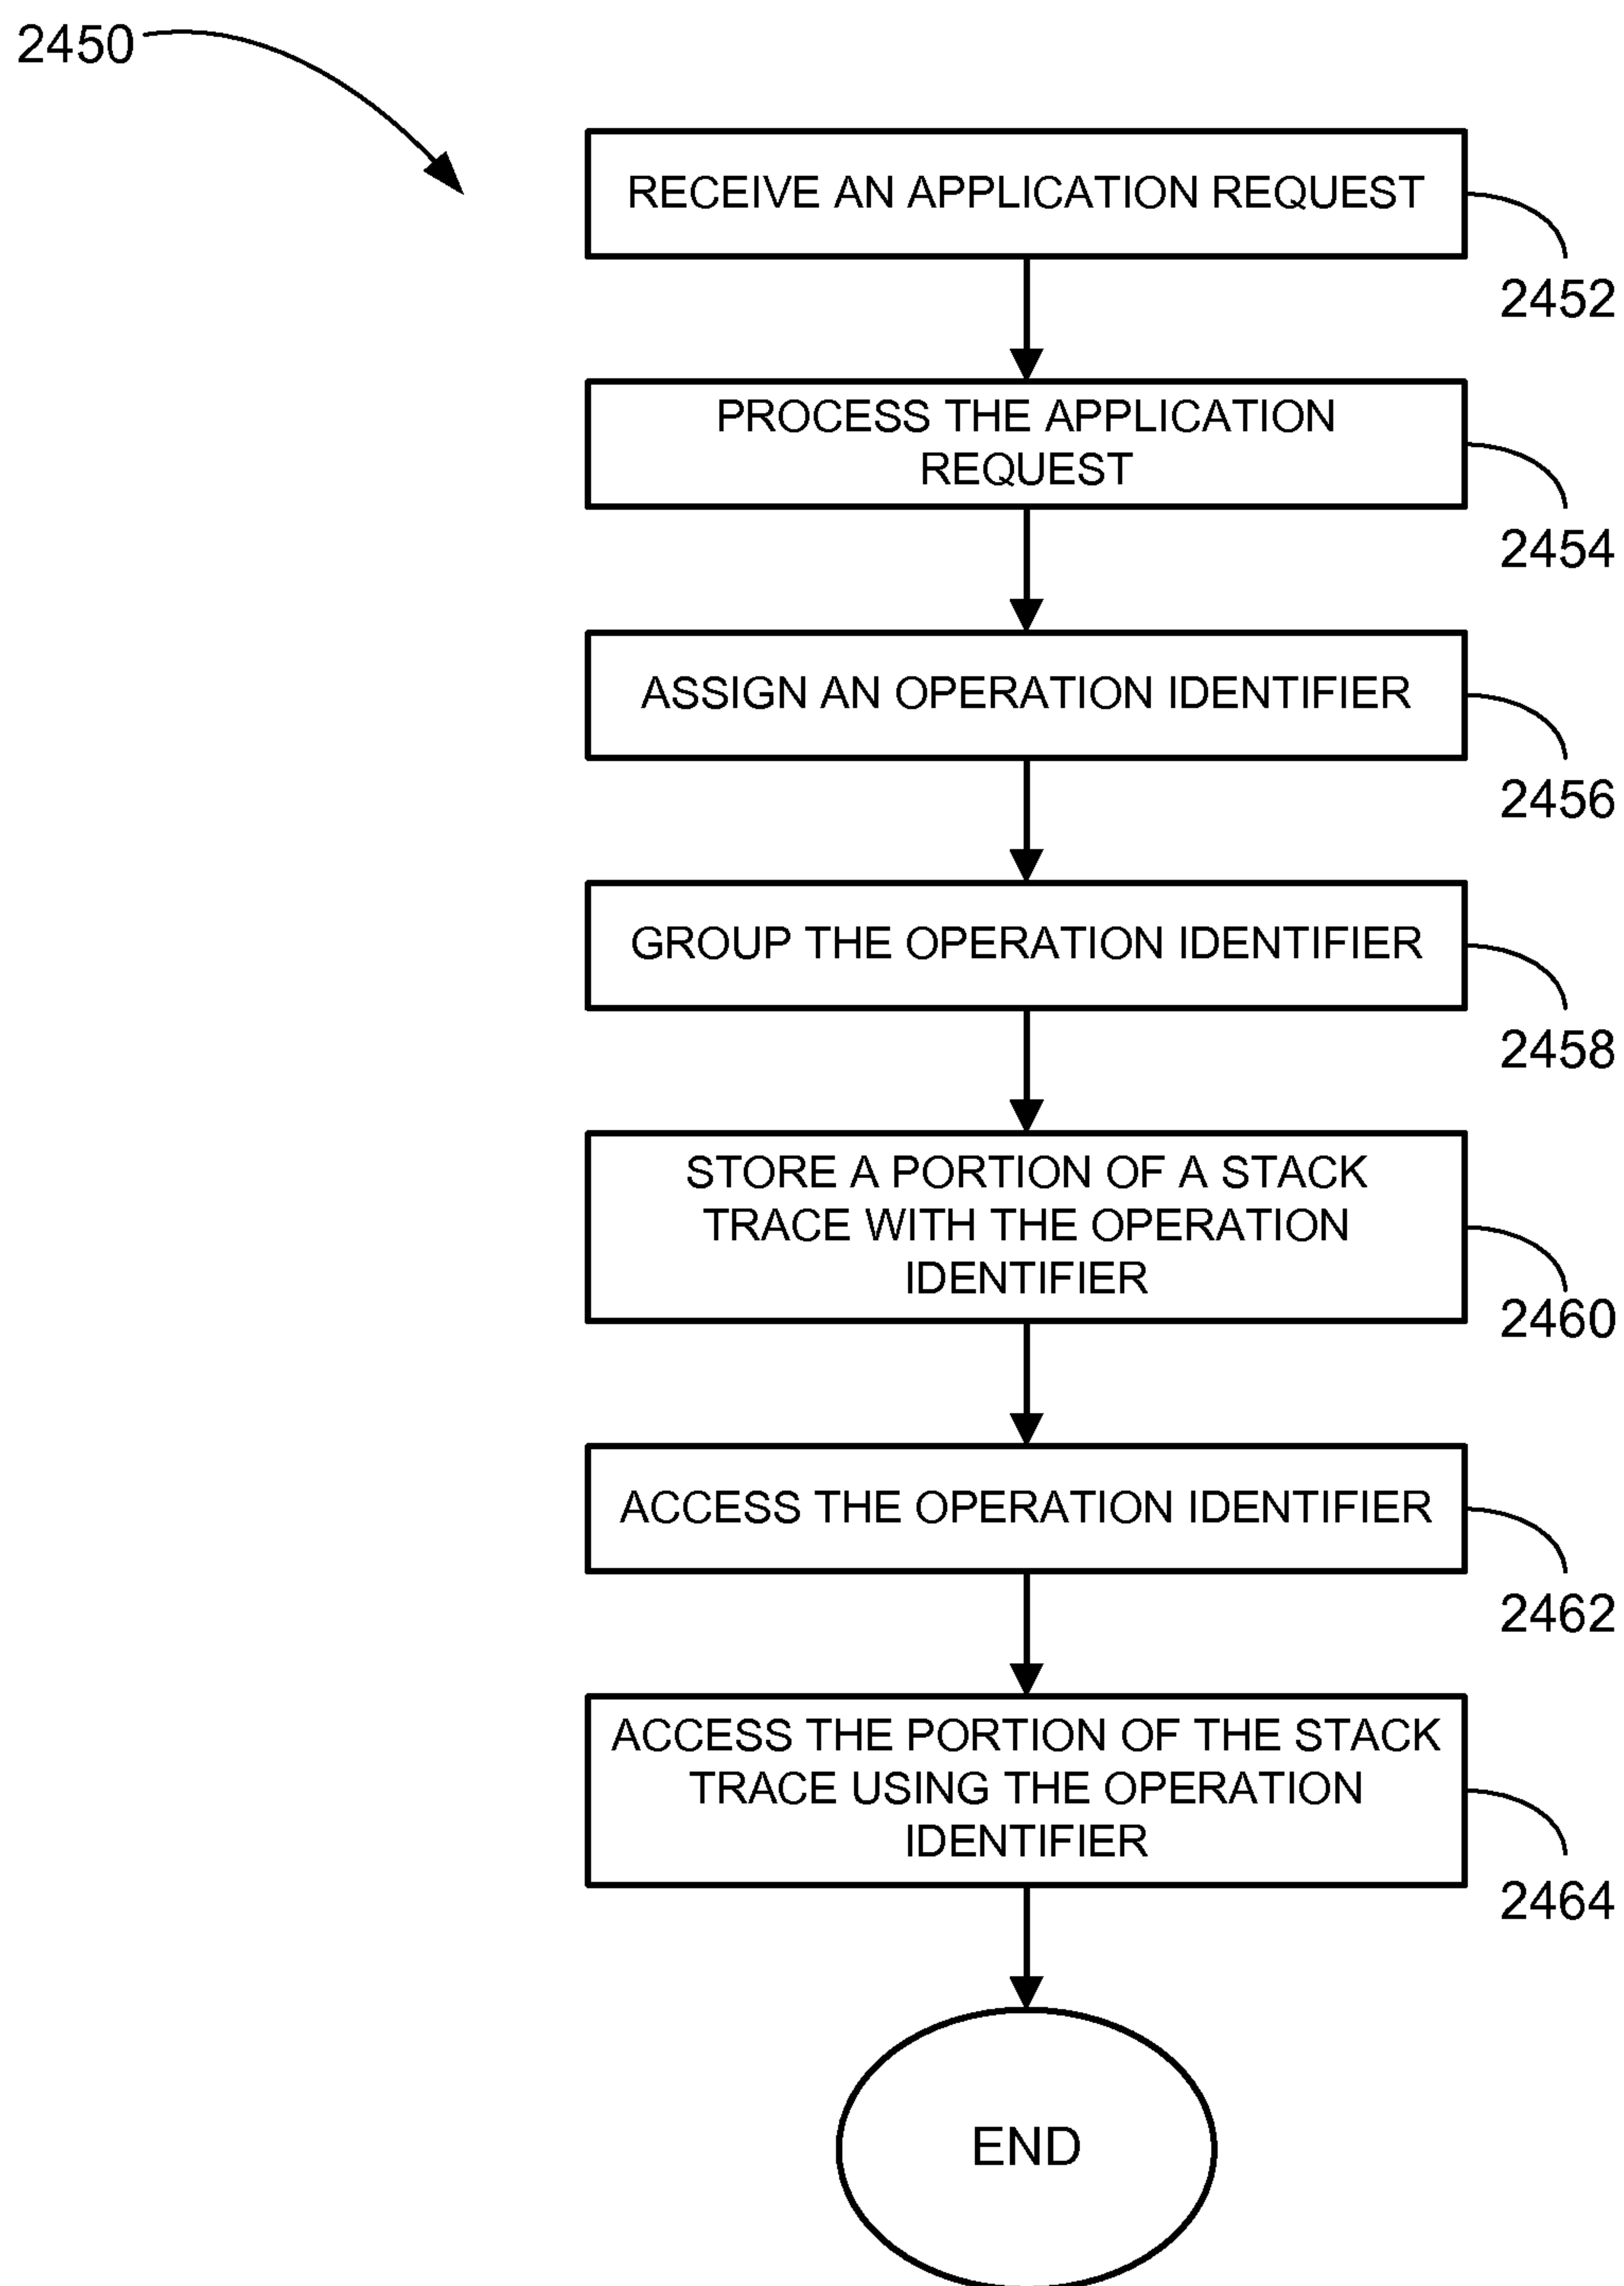 2450
RECEIVE AN APPLICATION REQUEST
2452
PROCESS THE APPLICATION
REQUEST
2454
ASSIGN AN OPERATION IDENTIFIER
2456
GROUP THE OPERATION IDENTIFIER
2458
STORE A PORTION OF A STACK
TRACE WITH THE OPERATION
IDENTIFIER
2460
ACCESS THE OPERATION IDENTIFIER
2462
ACCESS THE PORTION OF THE STACK
TRACE USING THE OPERATION
IDENTIFIER
2464
END